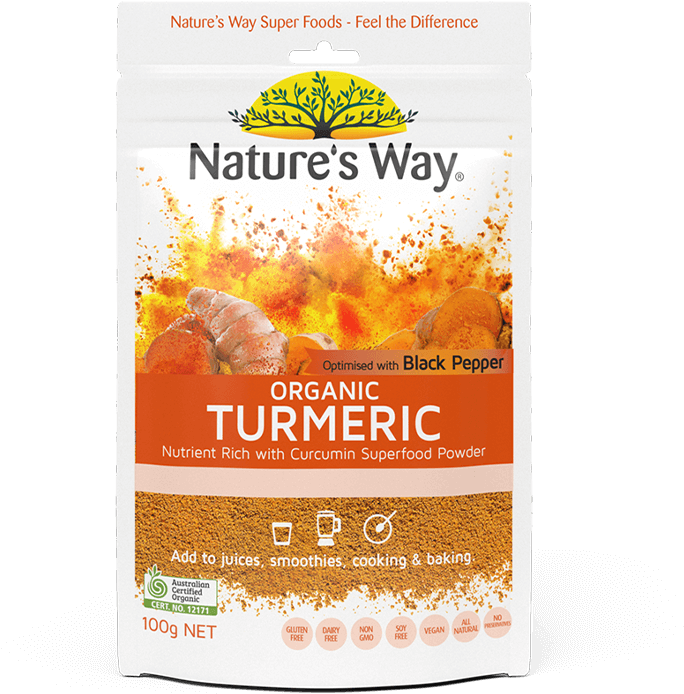 Nature's Way Super Foods - Feel the Difference
Nature's Way®
Optimised with Black Pepper
ORGANIC
TURMERIC
Nutrient Rich with Curcumin Superfood Powder
Add to juices, smoothies, cooking & baking
Australian
Certified
Organic
CERT. NO. 12171
100g NET
GLUTEN
FREE
DAIRY
FREE
NON
GMO
SOY
FREE
VEGAN
ALL
NATURAL
NO
PRESERVATIVES